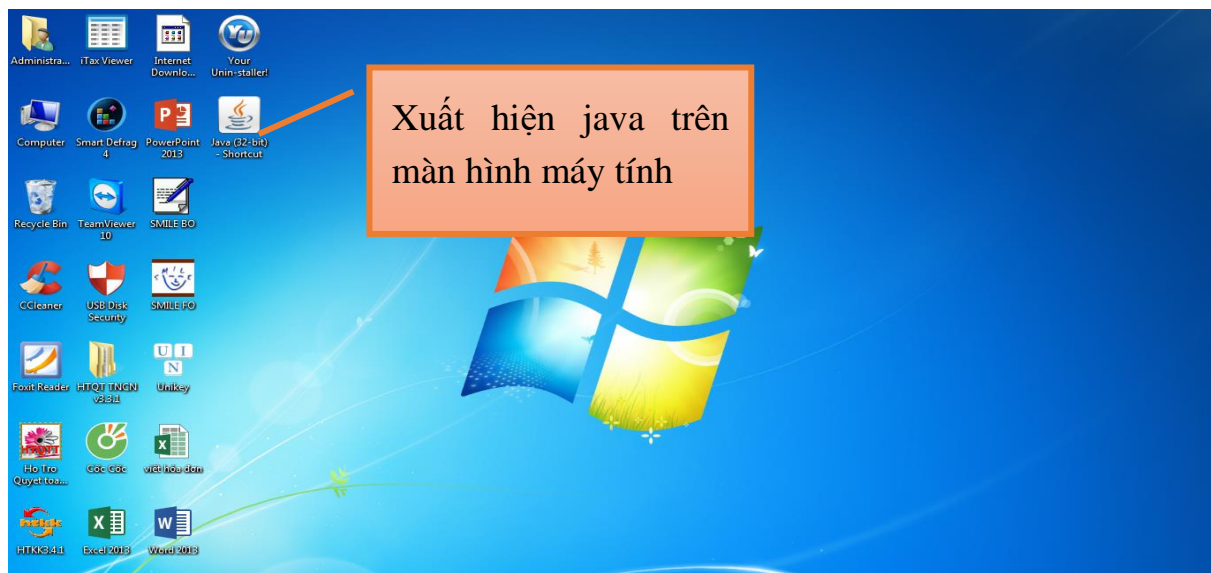 Administra...
iTax Viewer
Internet
Downlo...
Your
Unin-staller!
Computer
Smart Defrag
4
PowerPoint
2013
Java (32-bit)
- Shortcut
Xuất hiện java trên
màn hình máy tính
Recycle Bin
TeamViewer
10
SMILE BO
CCleaner
USB Disk
Security
SMILE
SMILE FO
Foxit Reader
HTQT TNCN
v3.3.1
U I
N
Unikey
HTQTT
Ho Tro
Quyet toa...
Cốc Cốc
viết hóa đơn
htkk
HTKK3.4.1
Excel 2013
Word 2013